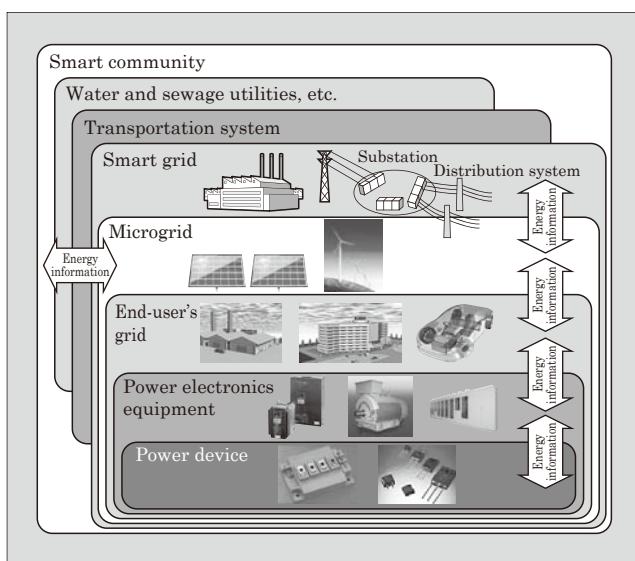 Smart community
Water and sewage utilities, etc.
Transportation system
Smart grid
Substation
Distribution system
Energy
information
Microgrid
Energy
information
Energy
information
End-user's
grid
Energy
information
Power electronics
equipment
Energy
information
Power device